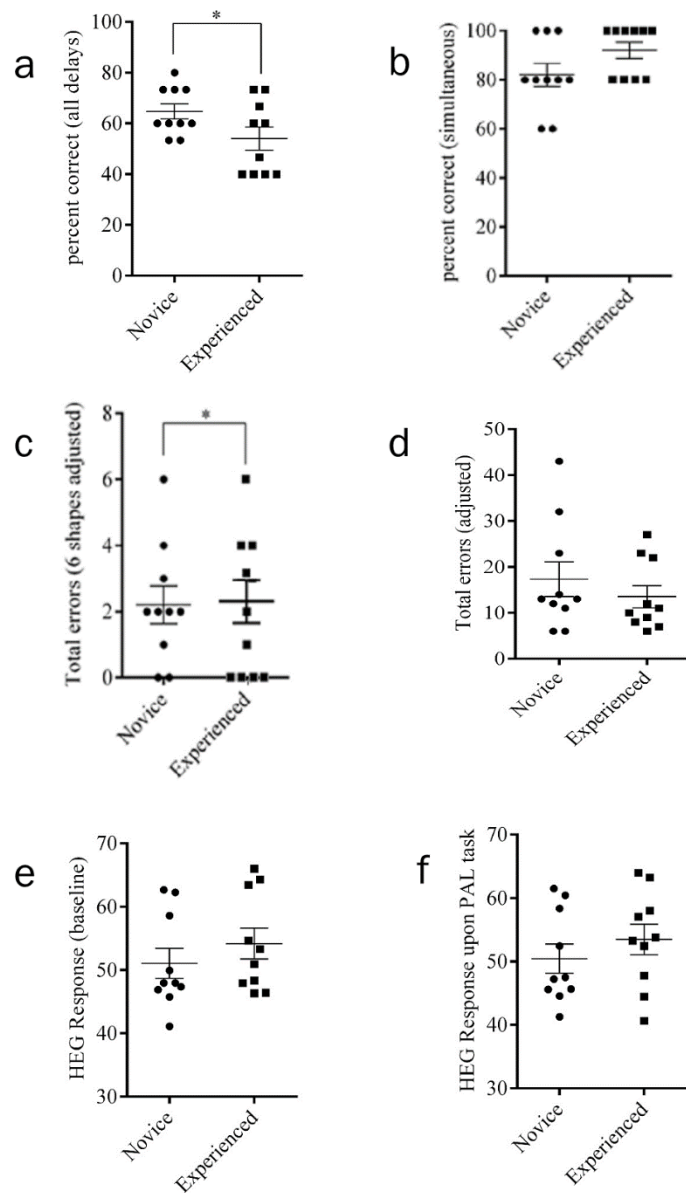 a
*
percent correct (all delays)
100
80
60
40
20
0
Novice
Experienced
b
percent correct (simultaneous)
100
80
60
40
20
0
Novice
Experienced
c
*
Total errors (6 shapes adjusted)
8
6
4
2
0
Novice
Experienced
d
Total errors (adjusted)
50
40
30
20
10
0
Novice
Experienced
e
HEG Response (baseline)
70
60
50
40
30
Novice
Experienced
f
HEG Response upon PAL task
70
60
50
40
30
Novice
Experienced